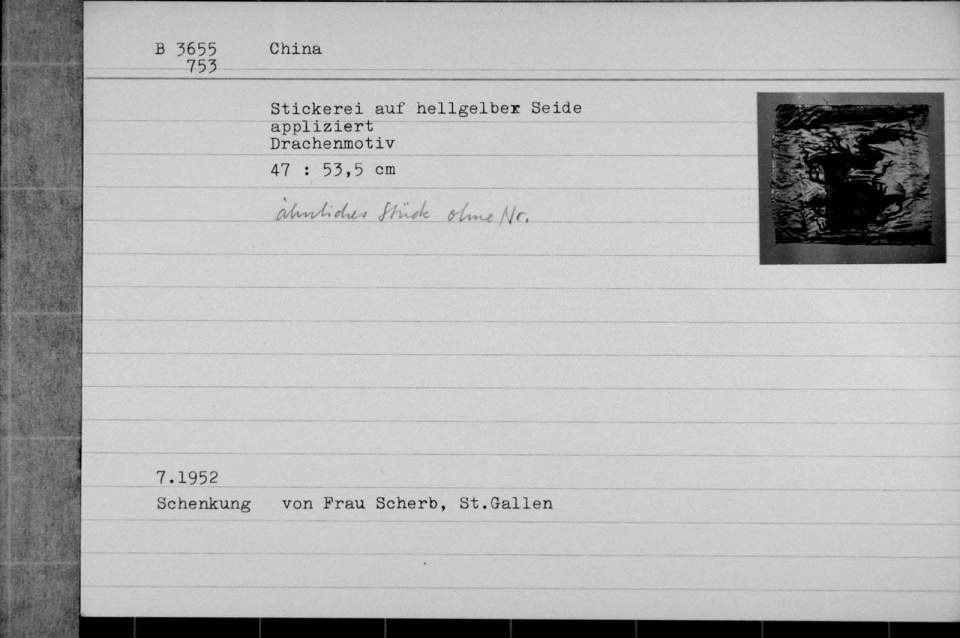 B 3655 China
753
Stickerei auf hellgelber Seide
appliziert
Drachenmotiv
47 : 53,5 cm
ähnliches Stück ohne Nr.
7.1952
Schenkung von Frau Scherb, St.Gallen